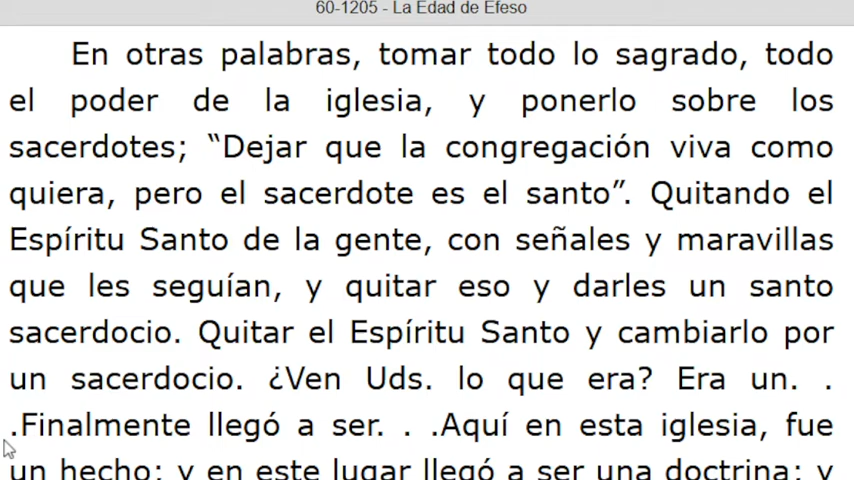 60-1205 - La Edad de Efeso
En otras palabras, tomar todo lo sagrado, todo
el poder de la iglesia, y ponerlo sobre los
sacerdotes; “Dejar que la congregación viva como
quiera, pero el sacerdote es el santo”. Quitando el
Espíritu Santo de la gente, con señales y maravillas
que les seguían, y quitar eso y darles un santo
sacerdocio. Quitar el Espíritu Santo y cambiarlo por
un sacerdocio. ¿Ven Uds. lo que era? Era un. .
.Finalmente llegó a ser. . .Aquí en esta iglesia, fue
un hecho; y en este lugar llegó a ser una doctrina; y